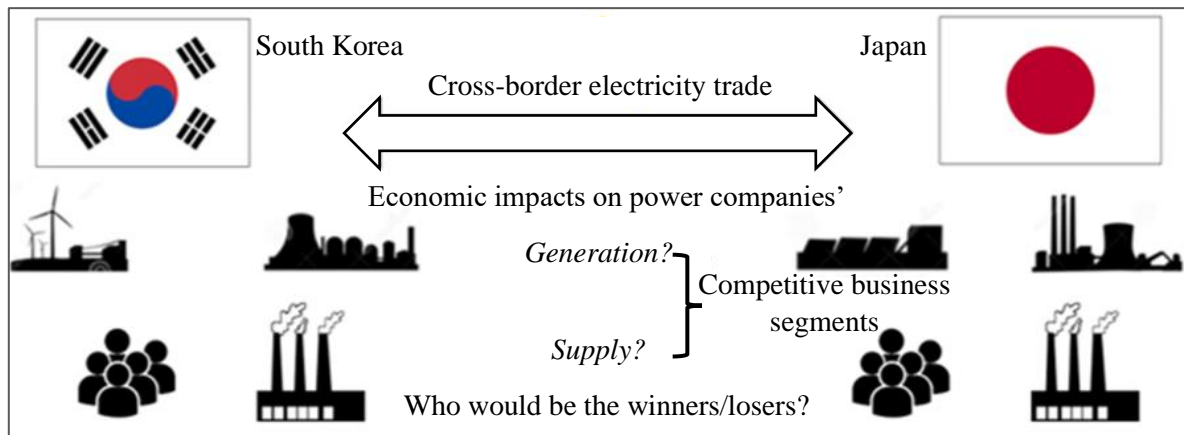 South Korea
Japan
Cross-border electricity trade
Economic impacts on power companies’
Generation?
Competitive business
segments
Supply?
Who would be the winners/losers?